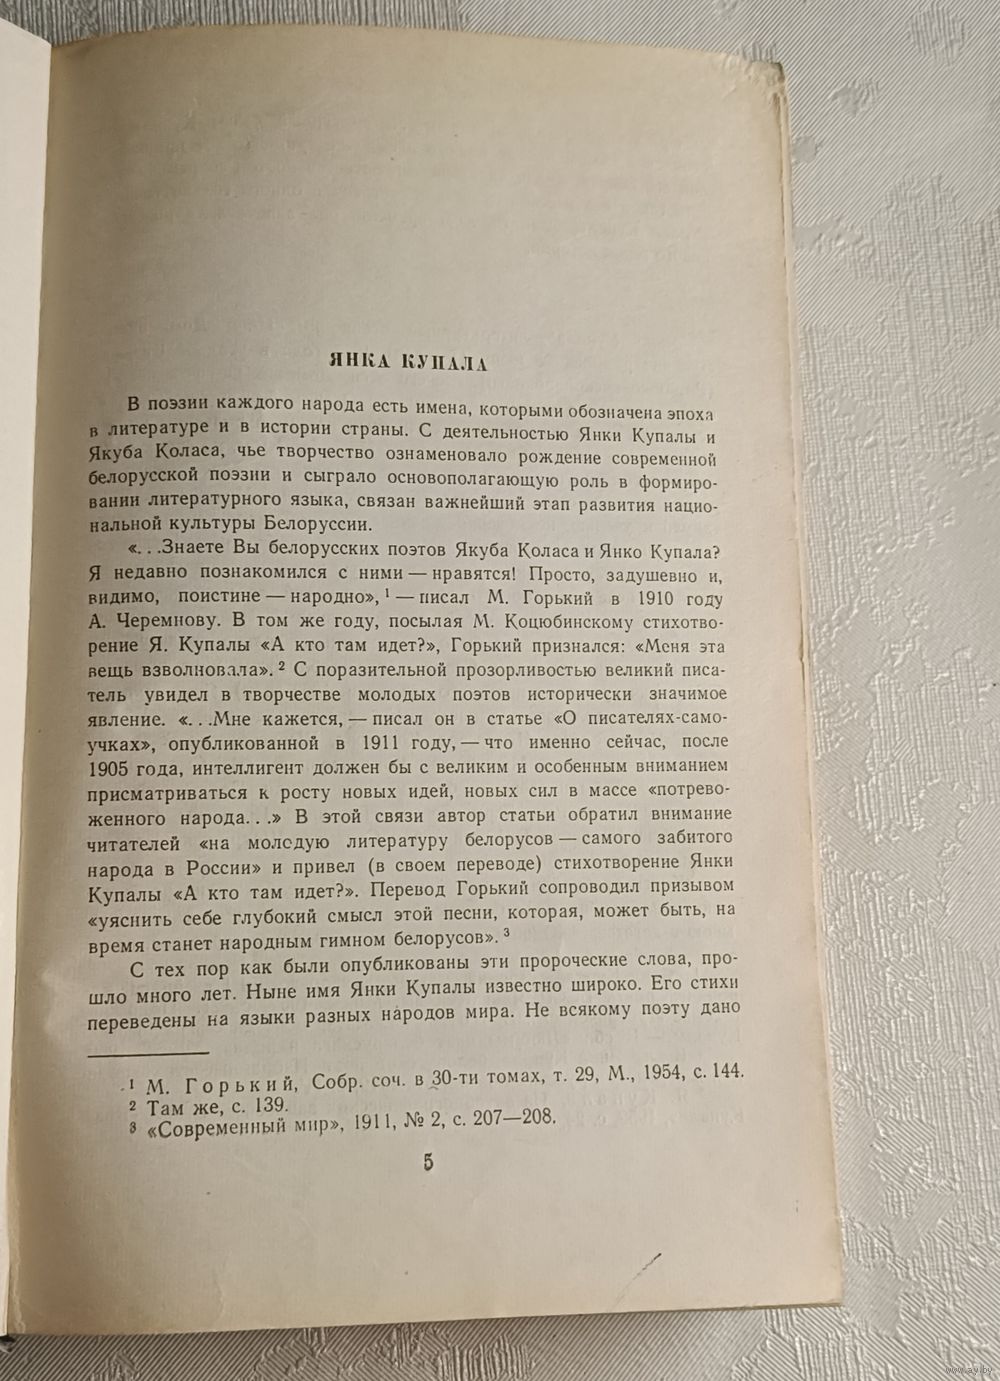 ЯНКА КУПАЛА
В поэзии каждого народа есть имена, которыми обозначена эпоха
в литературе и в истории страны. С деятельностью Янки Купалы и
Якуба Коласа, чье творчество ознаменовало рождение современной
белорусской поэзии и сыграло основополагающую роль в формиро-
вании литературного языка, связан важнейший этап развития нацио-
нальной культуры Белоруссии.
«. . .Знаете Вы белорусских поэтов Якуба Коласа и Янко Купала?
Я недавно познакомился с ними — нравятся! Просто, задушевно и,
видимо, поистине — народно», ¹ — писал М. Горький в 1910 году
А. Черемнову. В том же году, посылая М. Коцюбинскому стихотво-
рение Я. Купалы «А кто там идет?», Горький признался: «Меня эта
вещь взволновала». ² С поразительной прозорливостью великий писа-
тель увидел в творчестве молодых поэтов исторически значимое
явление. «. . .Мне кажется, — писал он в статье «О писателях-само-
учках», опубликованной в 1911 году, — что именно сейчас, после
1905 года, интеллигент должен бы с великим и особенным вниманием
присматриваться к росту новых идей, новых сил в массе «потрево-
женного народа. . .» В этой связи автор статьи обратил внимание
читателей «на молодую литературу белорусов — самого забитого
народа в России» и привел (в своем переводе) стихотворение Янки
Купалы «А кто там идет?». Перевод Горький сопроводил призывом
«уяснить себе глубокий смысл этой песни, которая, может быть, на
время станет народным гимном белорусов». ³
С тех пор как были опубликованы эти пророческие слова, про-
шло много лет. Ныне имя Янки Купалы известно широко. Его стихи
переведены на языки разных народов мира. Не всякому поэту дано
¹ М. Горький, Собр. соч. в 30-ти томах, т. 29, М., 1954, с. 144.
² Там же, с. 139.
³ «Современный мир», 1911, № 2, с. 207—208.
5
www.ay.by